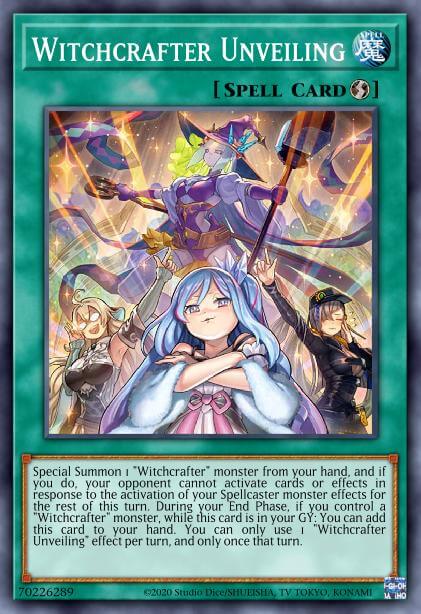 WITCHCRAFTER UNVEILING
SPELL
魔
[SPELL CARD]
Special Summon 1 "Witchcrafter" monster from your hand, and if
you do, your opponent cannot activate cards or effects in
response to the activation of your Spellcaster monster effects for
the rest of this turn. During your End Phase, if you control a
"Witchcrafter" monster, while this card is in your GY: You can add
this card to your hand. You can only use 1 "Witchcrafter
Unveiling" effect per turn, and only once that turn.
70226289
©2020 Studio Dice/SHUEISHA, TV TOKYO, KONAMI